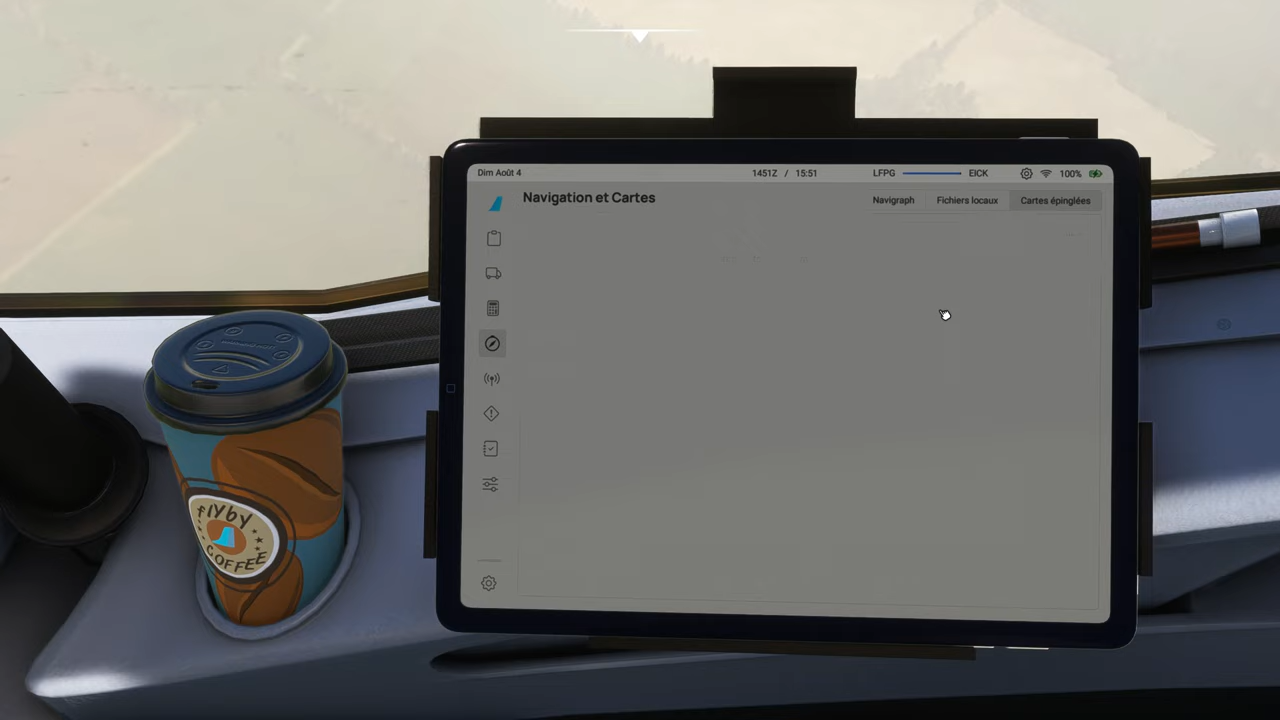 Dim Août 4
1451Z / 15:51
LFPG
EICK
100%
Navigation et Cartes
Navigraph
Fichiers locaux
Cartes épinglées
flyby
COFFEE